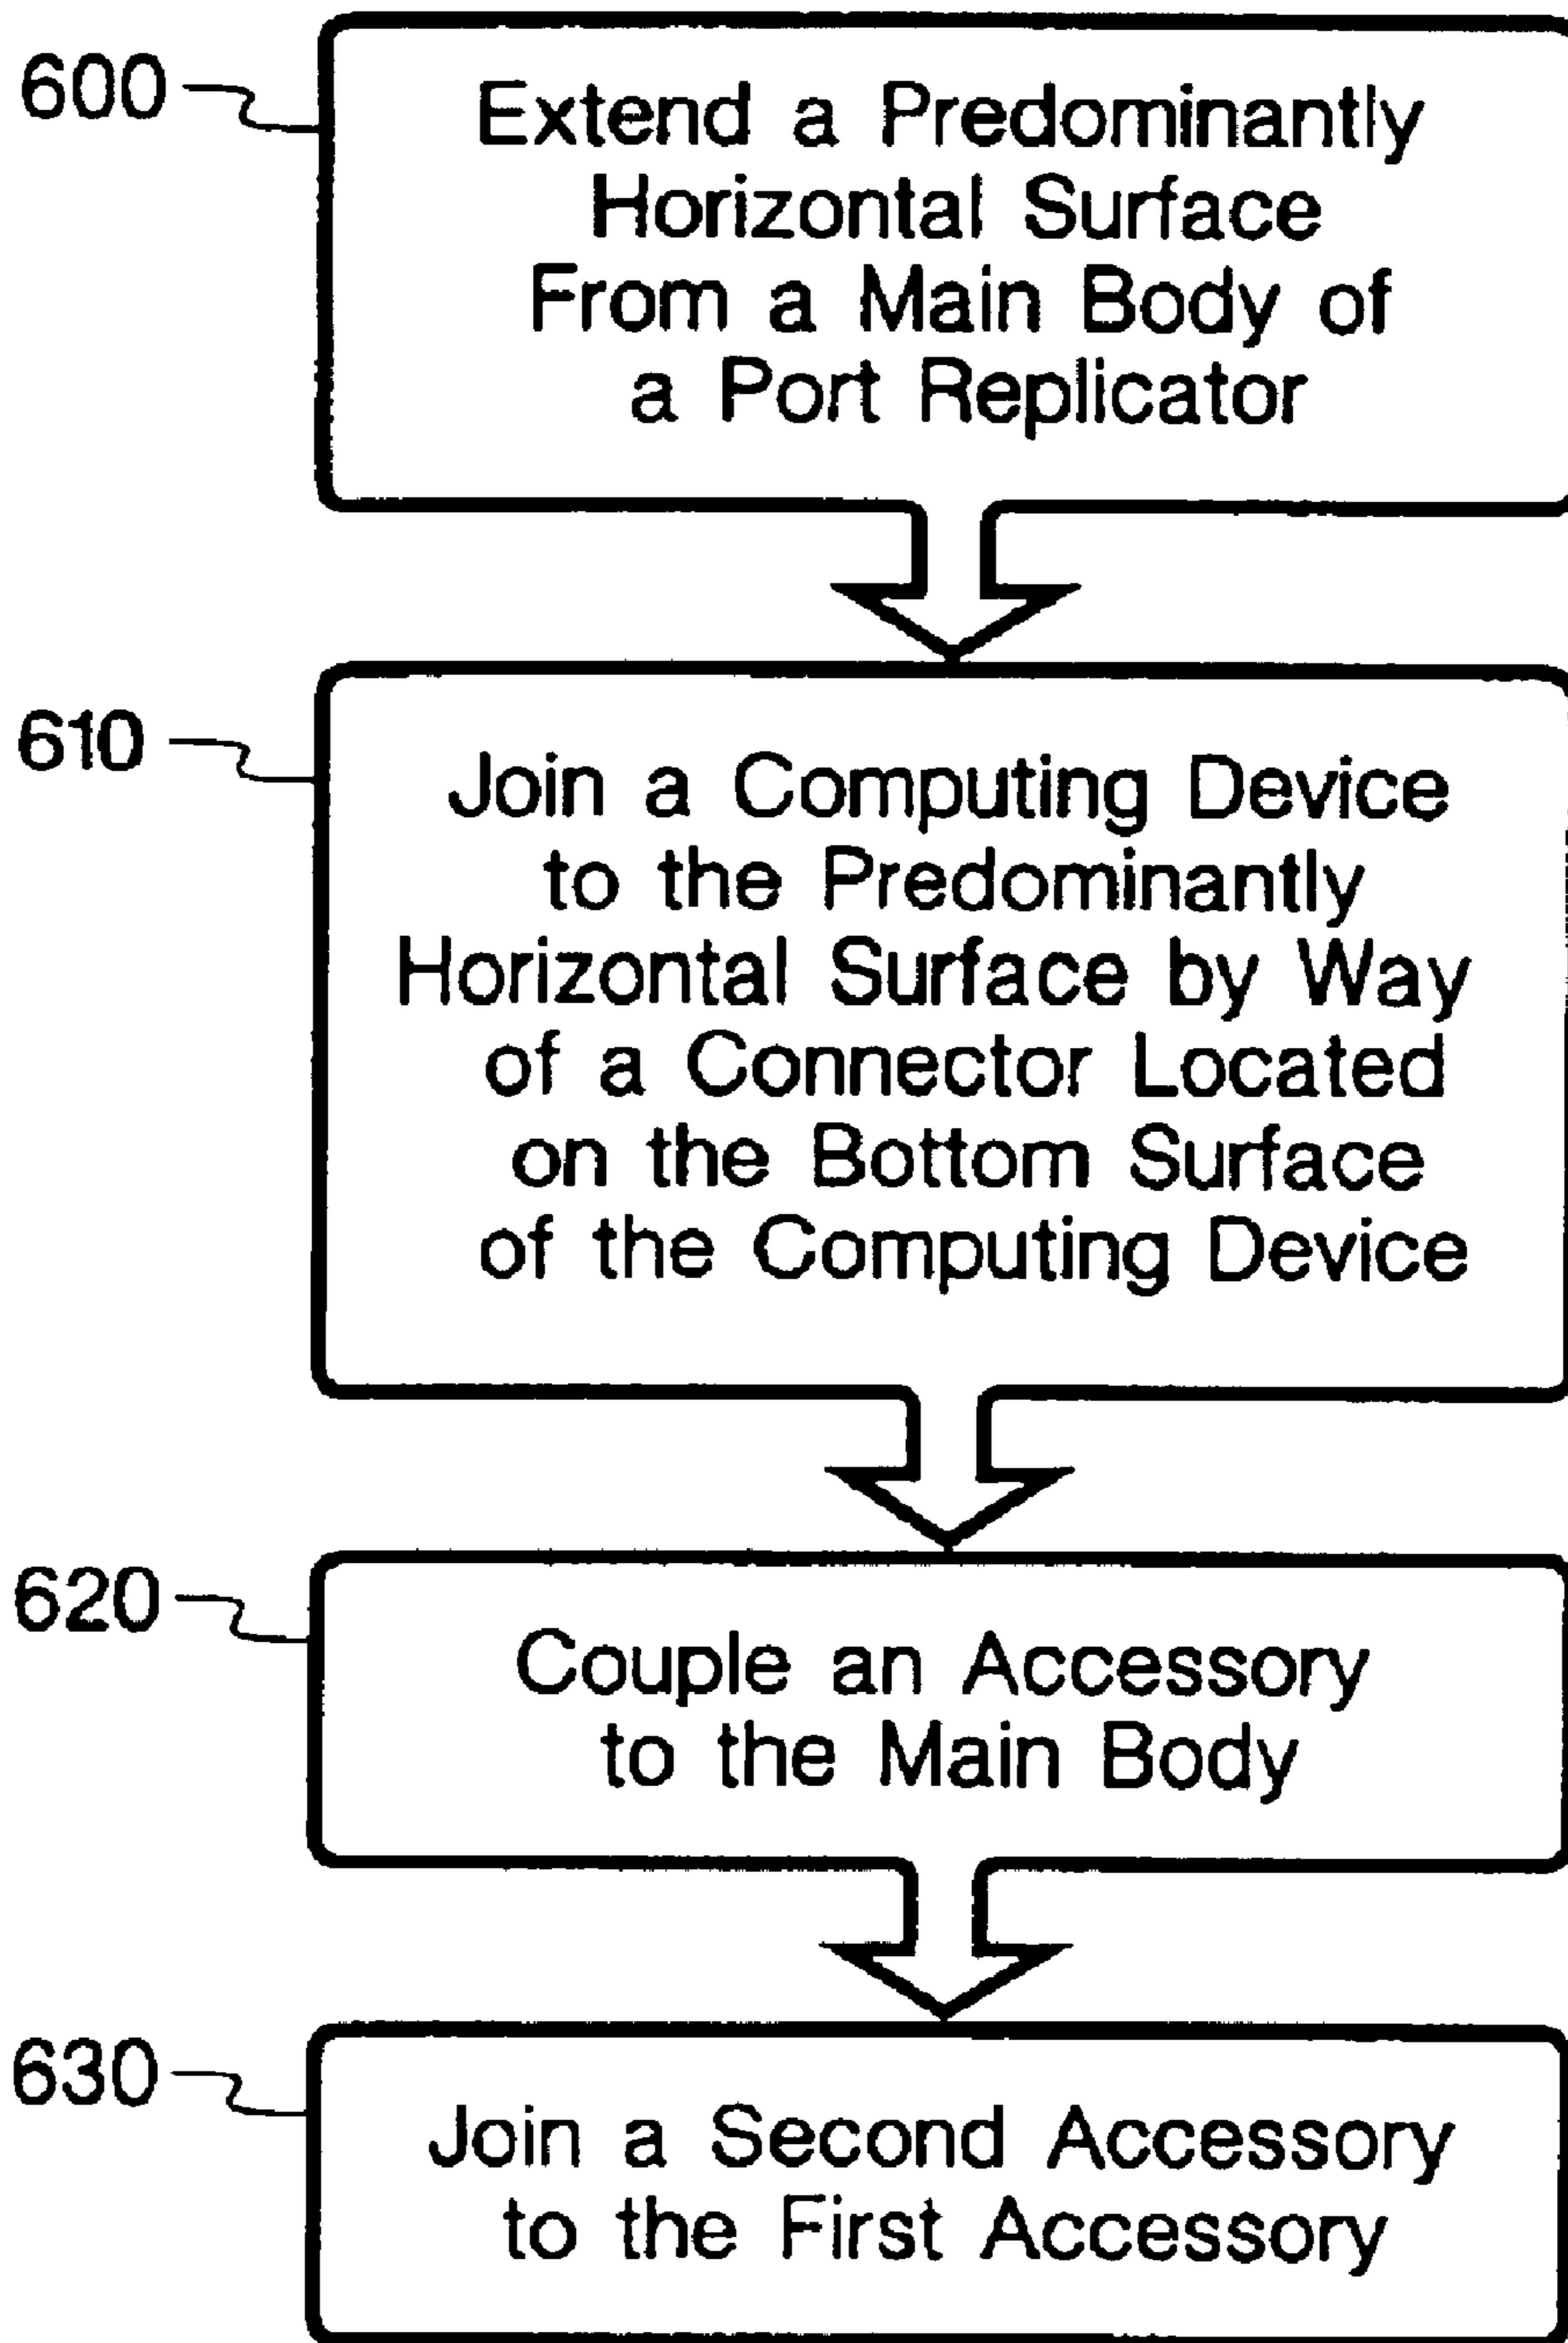 600
Extend a Predominantly
Horizontal Surface
From a Main Body of
a Port Replicator
610
Join a Computing Device
to the Predominantly
Horizontal Surface by Way
of a Connector Located
on the Bottom Surface
of the Computing Device
620
Couple an Accessory
to the Main Body
630
Join a Second Accessory
to the First Accessory